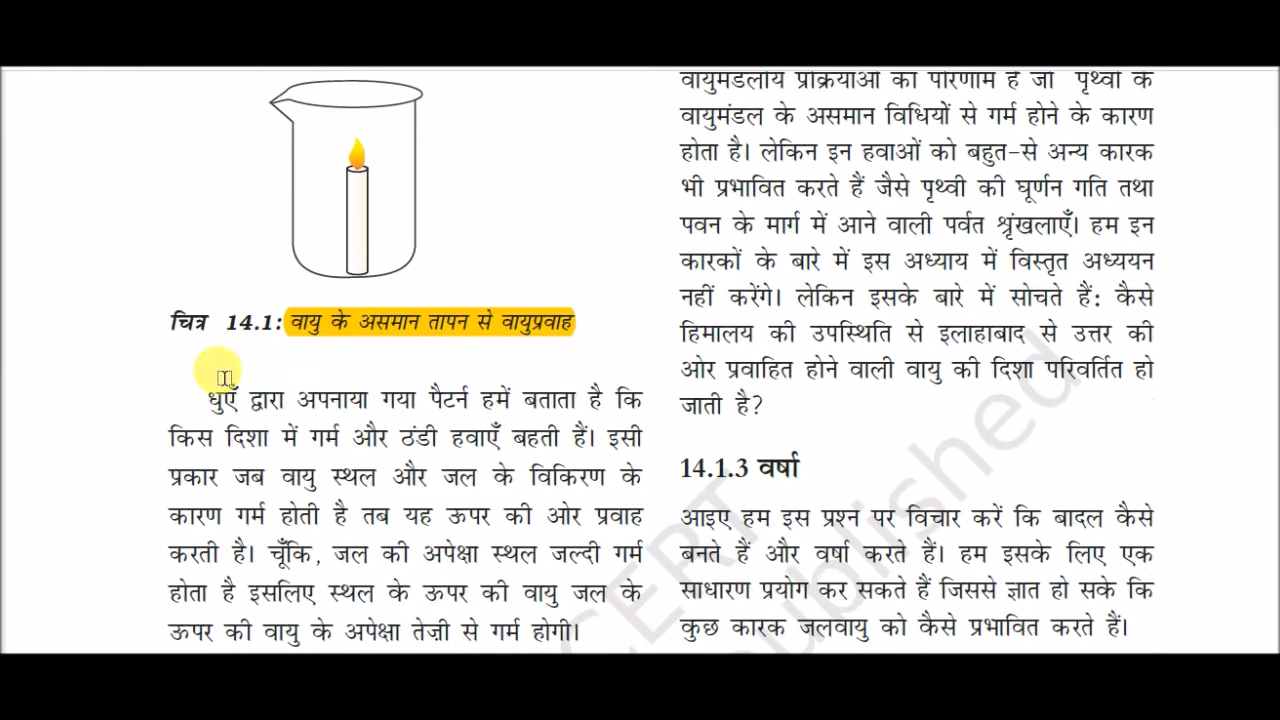 चित्र 14.1: वायु के असमान तापन से वायुप्रवाह
धुएँ द्वारा अपनाया गया पैटर्न हमें बताता है कि
किस दिशा में गर्म और ठंडी हवाएँ बहती हैं। इसी
प्रकार जब वायु स्थल और जल के विकिरण के
कारण गर्म होती है तब यह ऊपर की ओर प्रवाह
करती है। चूँकि, जल की अपेक्षा स्थल जल्दी गर्म
होता है इसलिए स्थल के ऊपर की वायु जल के
ऊपर की वायु के अपेक्षा तेज़ी से गर्म होगी।
वायुमंडलीय प्रक्रियाओं का परिणाम है जो पृथ्वी के
वायुमंडल के असमान विधियों से गर्म होने के कारण
होता है। लेकिन इन हवाओं को बहुत-से अन्य कारक
भी प्रभावित करते हैं जैसे पृथ्वी की घूर्णन गति तथा
पवन के मार्ग में आने वाली पर्वत श्रृंखलाएँ। हम इन
कारकों के बारे में इस अध्याय में विस्तृत अध्ययन
नहीं करेंगे। लेकिन इसके बारे में सोचते हैं: कैसे
हिमालय की उपस्थिति से इलाहाबाद से उत्तर की
ओर प्रवाहित होने वाली वायु की दिशा परिवर्तित हो
जाती है?
14.1.3 वर्षा
आइए हम इस प्रश्न पर विचार करें कि बादल कैसे
बनते हैं और वर्षा करते हैं। हम इसके लिए एक
साधारण प्रयोग कर सकते हैं जिससे ज्ञात हो सके कि
कुछ कारक जलवायु को कैसे प्रभावित करते हैं।
CERT
published